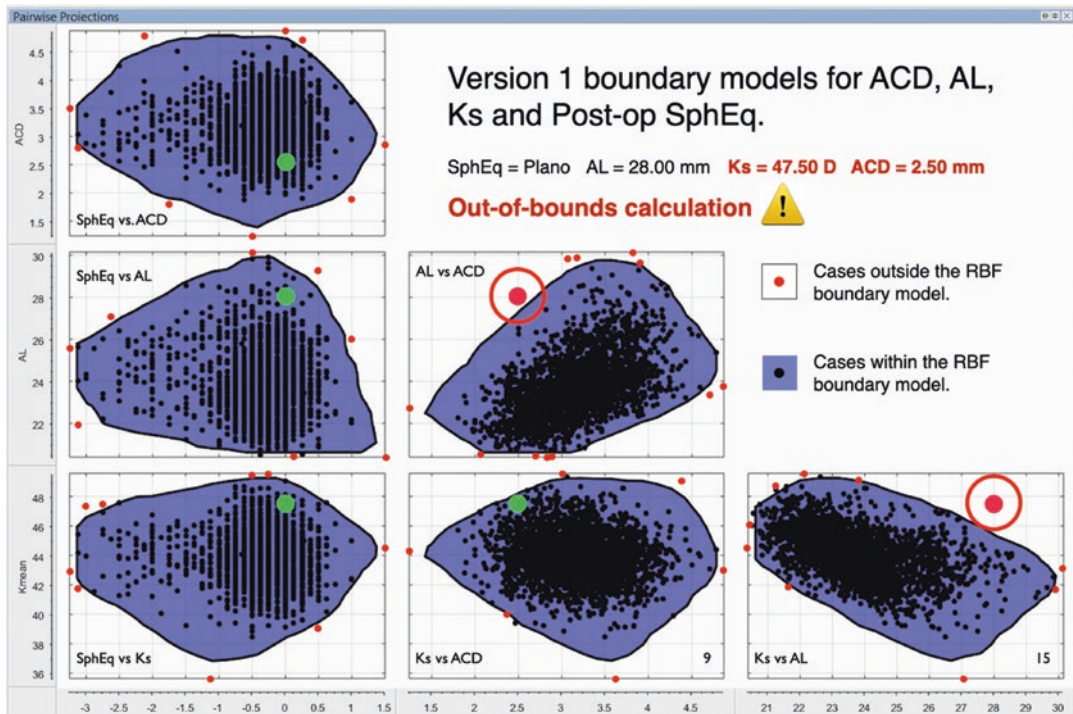 Pairwise Projections
Version 1 boundary models for ACD, AL,
Ks and Post-op SphEq.
SphEq = Plano AL = 28.00 mm Ks = 47.50 D ACD = 2.50 mm
Out-of-bounds calculation
ACD
4.5
4
3.5
3
2.5
2
1.5
SphEq vs. ACD
Cases outside the RBF
boundary model.
Cases within the RBF
boundary model.
AL
30
28
26
24
22
SphEq vs AL
AL vs ACD
Kmean
48
46
44
42
40
38
36
SphEq vs Ks
Ks vs ACD 9
Ks vs AL 15
-3 -2.5 -2 -1.5 -1 -0.5 0 0.5 1 1.5
1.5 2 2.5 3 3.5 4 4.5
21 22 23 24 25 26 27 28 29 30